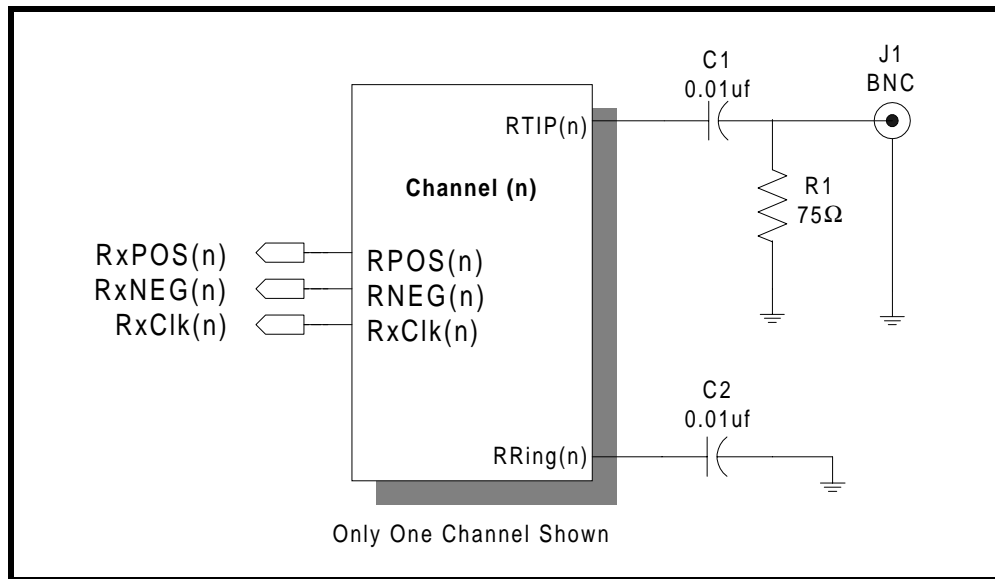 J1
BNC
C1
0.01uf
RTIP(n)
Channel (n)
R1
75Ω
RxPOS(n)
RPOS(n)
RxNEG(n)
RNEG(n)
RxClk(n)
RxClk(n)
C2
0.01uf
RRing(n)
Only One Channel Shown